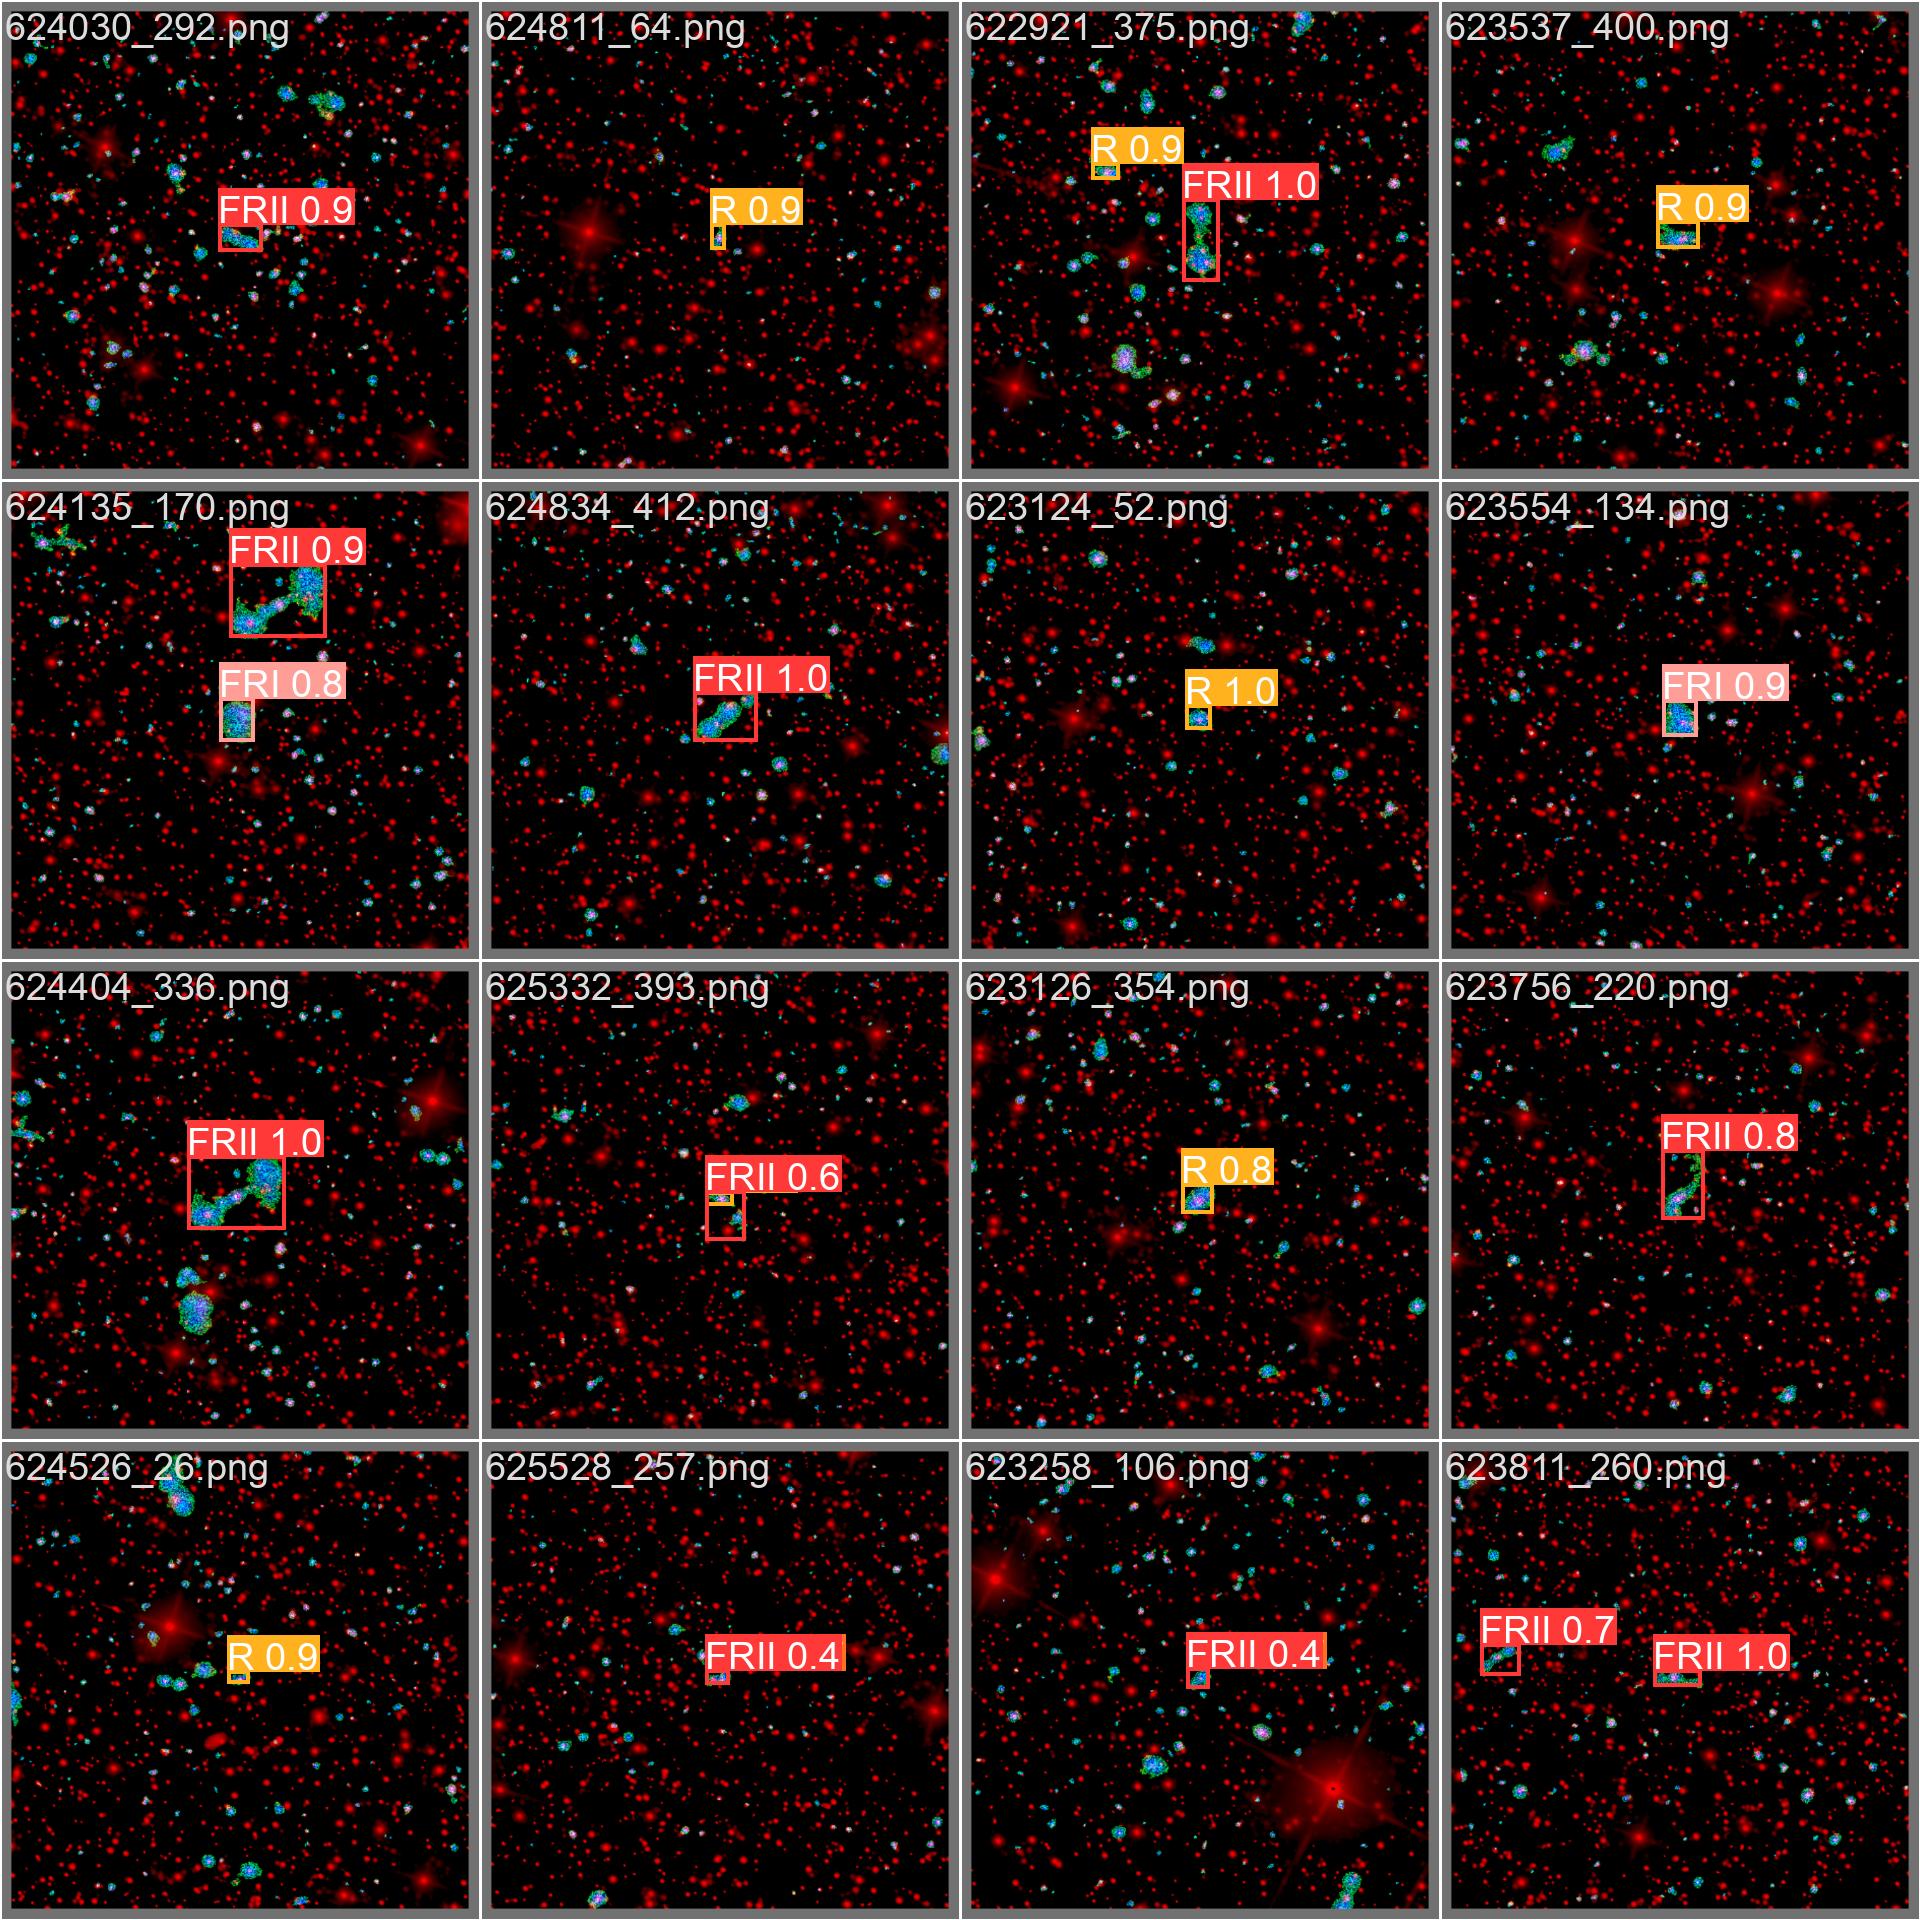 624030_292.png
FRII 0.9
624811_64.png
R 0.9
622921_375.png
R 0.9
FRII 1.0
623537_400.png
R 0.9
624135_170.png
FRII 0.9
FRI 0.8
624834_412.png
FRII 1.0
623124_52.png
R 1.0
623554_134.png
FRI 0.9
624404_336.png
FRII 1.0
625332_393.png
FRII 0.6
623126_354.png
R 0.8
623756_220.png
FRII 0.8
624526_26.png
R 0.9
625528_257.png
FRII 0.4
623258_106.png
FRII 0.4
623811_260.png
FRII 0.7
FRII 1.0